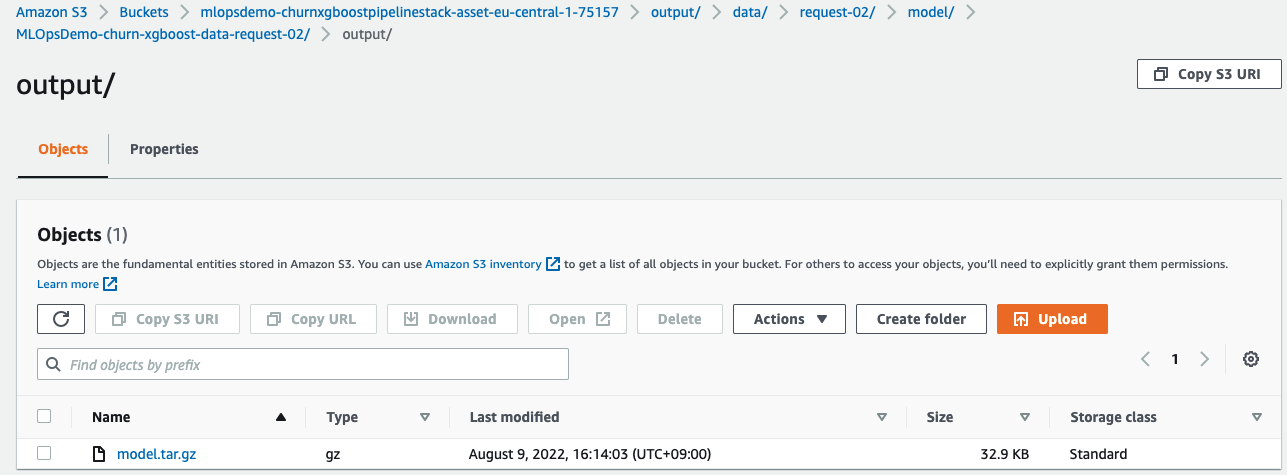 Amazon S3 > Buckets > mlopsdemo-churnxgboostpipelinestack-asset-eu-central-1-75157 > output/ > data/ > request-02/ > model/ >
MLOpsDemo-churn-xgboost-data-request-02/ > output/
output/
Copy S3 URI
Objects Properties
Objects (1)
Objects are the fundamental entities stored in Amazon S3. You can use Amazon S3 inventory to get a list of all objects in your bucket. For others to access your objects, you'll need to explicitly grant them permissions.
Learn more
Copy S3 URI Copy URL Download Open Delete Actions Create folder Upload
Find objects by prefix
1
Name Type Last modified Size Storage class
model.tar.gz gz August 9, 2022, 16:14:03 (UTC+09:00) 32.9 KB Standard